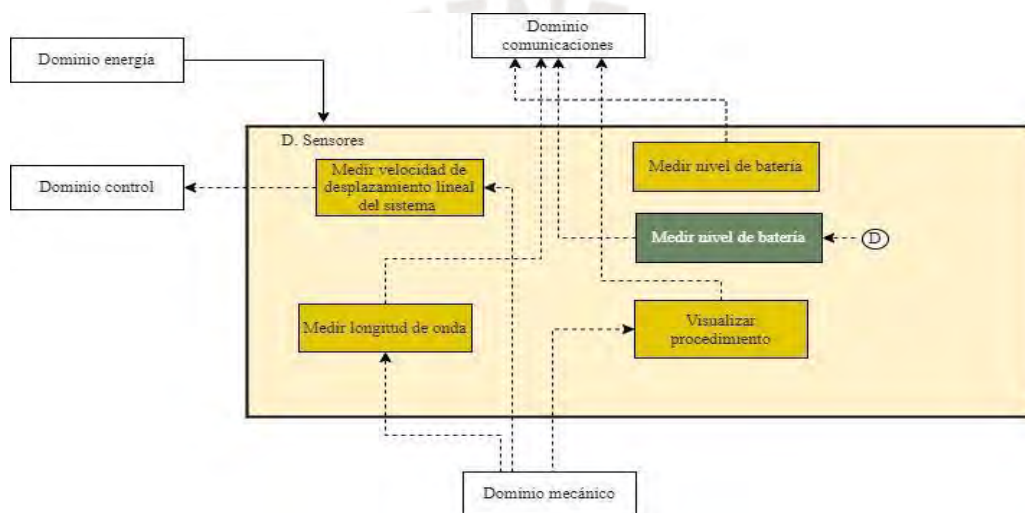 Dominio
comunicaciones
Dominio energía
D. Sensores
Medir velocidad de
desplazamiento lineal
del sistema
Medir nivel de batería
Dominio control
Medir nivel de batería
D
Medir longitud de onda
Visualizar
procedimiento
Dominio mecánico